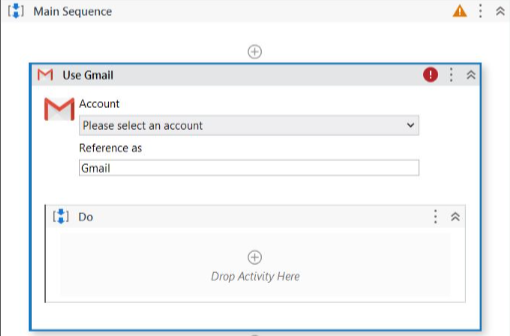 Main Sequence
Use Gmail
Account
Please select an account
Reference as
Gmail
Do
Drop Activity Here